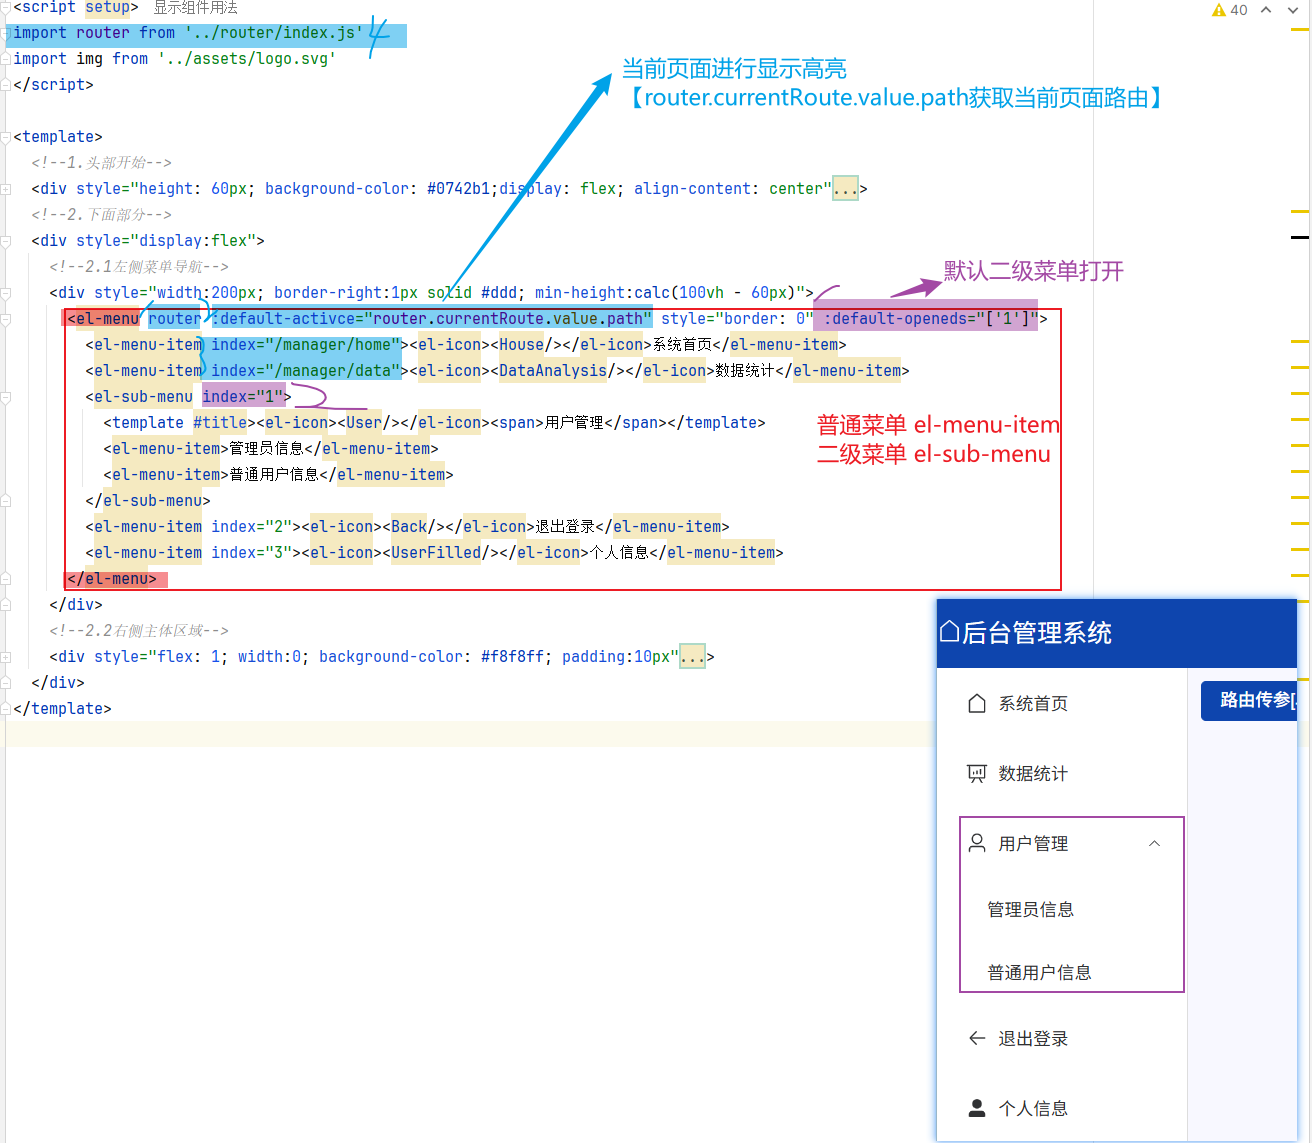 <script setup> 显示组件用法
40
import router from '../router/index.js'
import img from '../assets/logo.svg'
</script>
当前页面进行显示高亮
【router.currentRoute.value.path获取当前页面路由】
<template>
<!--1.头部开始-->
<div style="height: 60px; background-color: #0742b1;display: flex; align-content: center"...>
<!--2.下面部分-->
<div style="display:flex">
<!--2.1左侧菜单导航-->
默认二级菜单打开
<div style="width:200px; border-right:1px solid #ddd; min-height:calc(100vh - 60px)">
<el-menu router :default-activce="router.currentRoute.value.path" style="border: 0" :default-openeds="['1']">
<el-menu-item index="/manager/home"><el-icon><House/></el-icon>系统首页</el-menu-item>
<el-menu-item index="/manager/data"><el-icon><DataAnalysis/></el-icon>数据统计</el-menu-item>
<el-sub-menu index="1">
<template #title><el-icon><User/></el-icon><span>用户管理</span></template>
<el-menu-item>管理员信息</el-menu-item>
<el-menu-item>普通用户信息</el-menu-item>
</el-sub-menu>
<el-menu-item index="2"><el-icon><Back/></el-icon>退出登录</el-menu-item>
<el-menu-item index="3"><el-icon><UserFilled/></el-icon>个人信息</el-menu-item>
</el-menu>
普通菜单 el-menu-item
二级菜单 el-sub-menu
</div>
<!--2.2右侧主体区域-->
<div style="flex: 1; width:0; background-color: #f8f8ff; padding:10px"...>
</div>
</template>
后台管理系统
系统首页
路由传参[
数据统计
用户管理
管理员信息
普通用户信息
退出登录
个人信息